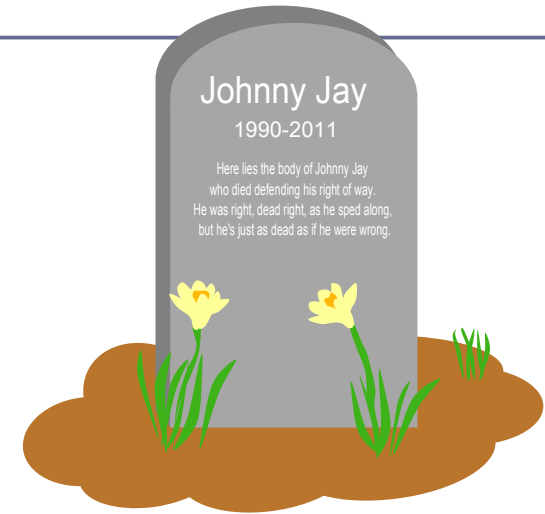 Johnny Jay
1990-2011
Here lies the body of Johnny Jay
who died defending his right of way.
He was right, dead right, as he sped along,
but he's just as dead as if he were wrong.